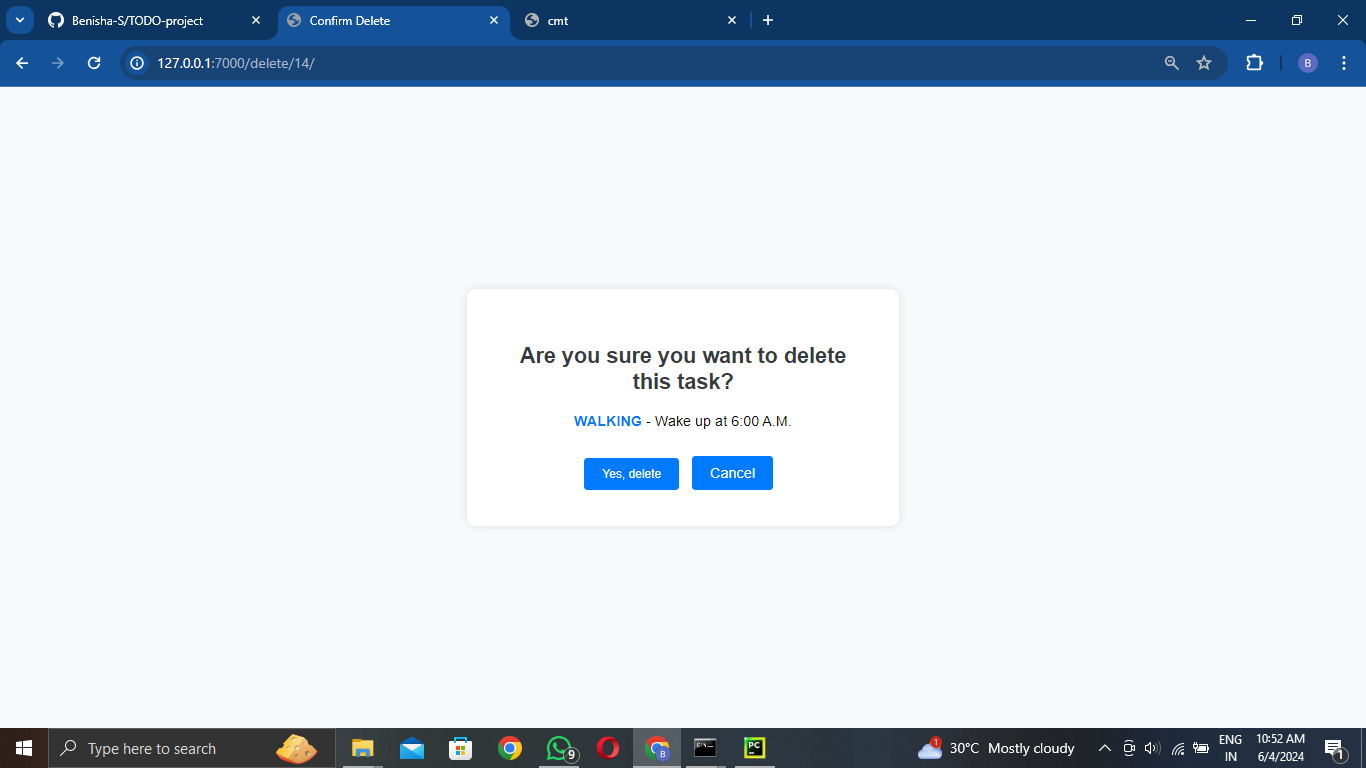 Benisha-S/TODO-project
Confirm Delete
cmt
127.0.0.1:7000/delete/14/
B
Are you sure you want to delete
this task?
WALKING - Wake up at 6:00 A.M.
Yes, delete
Cancel
Type here to search
9
B
PC
1
30°C Mostly cloudy
ENG
IN
10:52 AM
6/4/2024
1